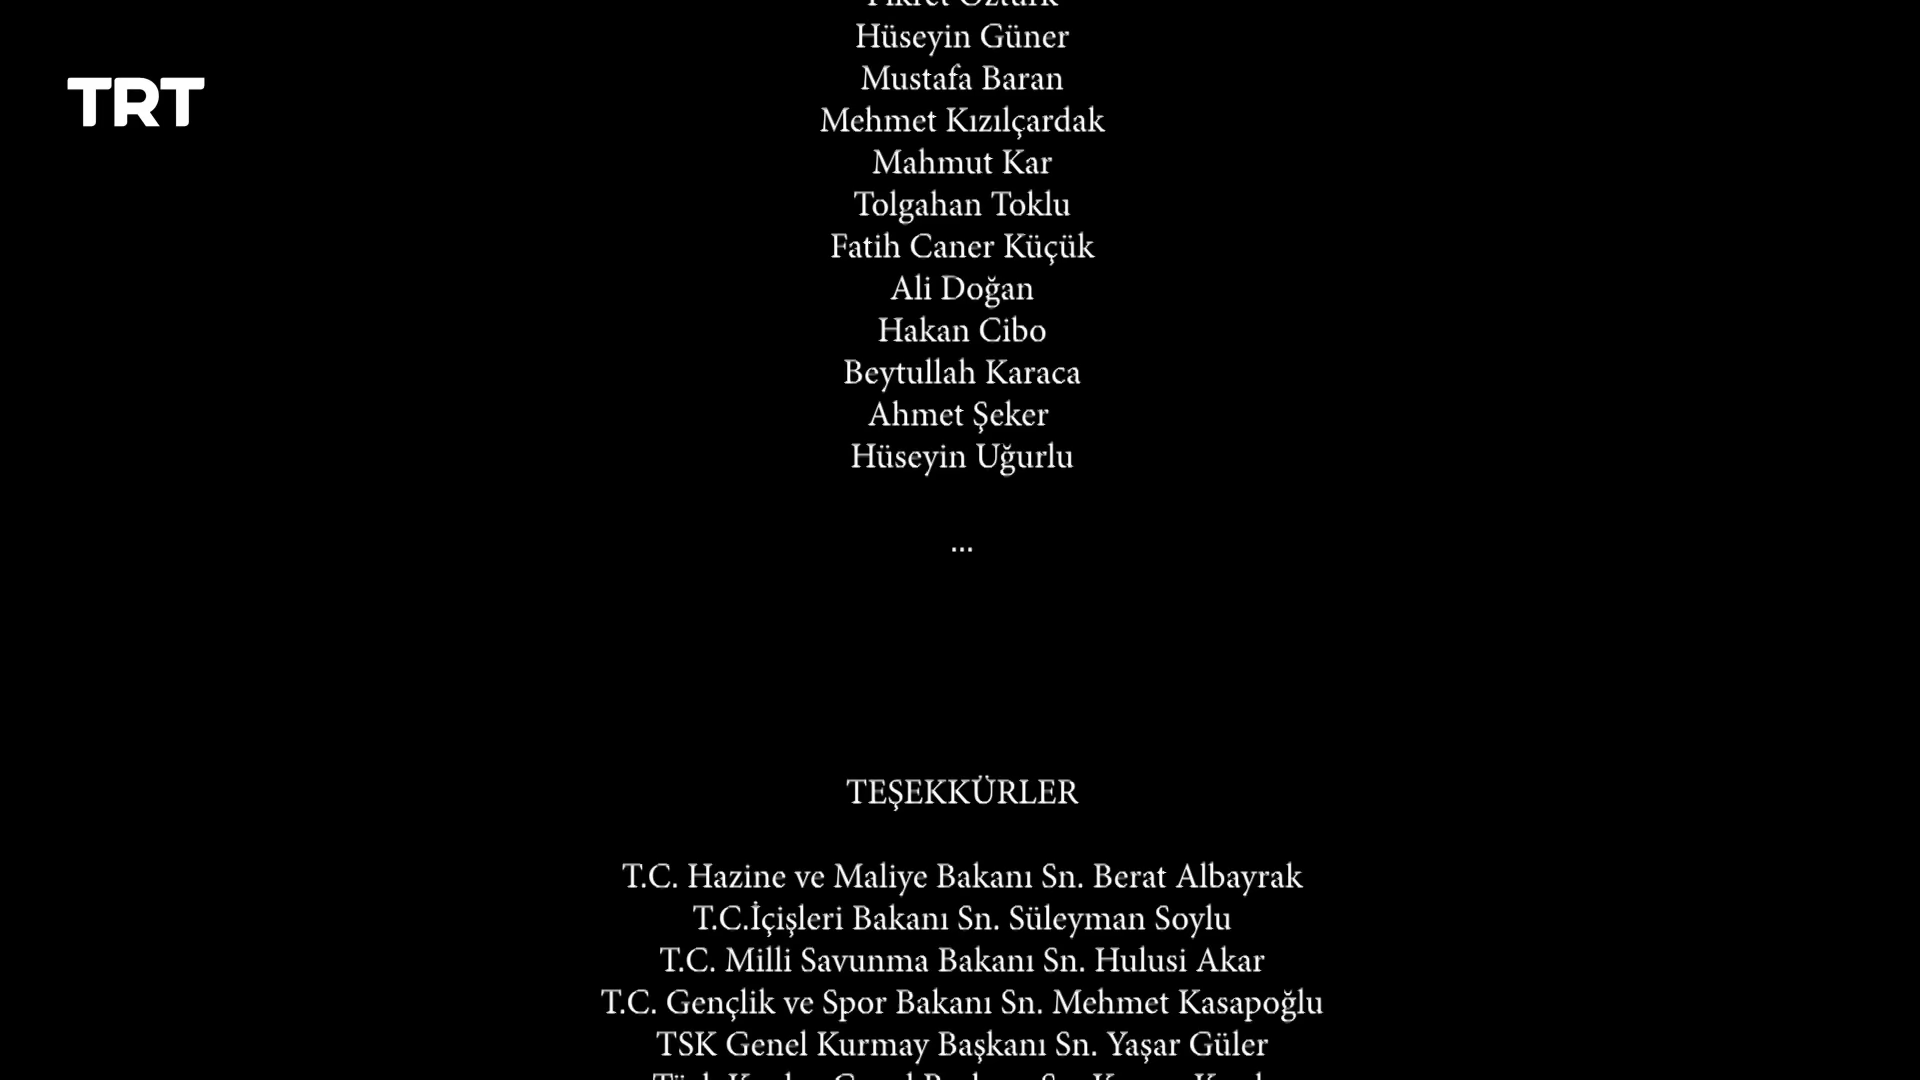 Fikret Öztürk
Hüseyin Güner
TRT
Mustafa Baran
Mehmet Kızılçardak
Mahmut Kar
Tolgahan Toklu
Fatih Caner Küçük
Ali Doğan
Hakan Cibo
Beytullah Karaca
Ahmet Şeker
Hüseyin Uğurlu
...
TEŞEKKÜRLER
T.C. Hazine ve Maliye Bakanı Sn. Berat Albayrak
T.C.İçişleri Bakanı Sn. Süleyman Soylu
T.C. Milli Savunma Bakanı Sn. Hulusi Akar
T.C. Gençlik ve Spor Bakanı Sn. Mehmet Kasapoğlu
TSK Genel Kurmay Başkanı Sn. Yaşar Güler